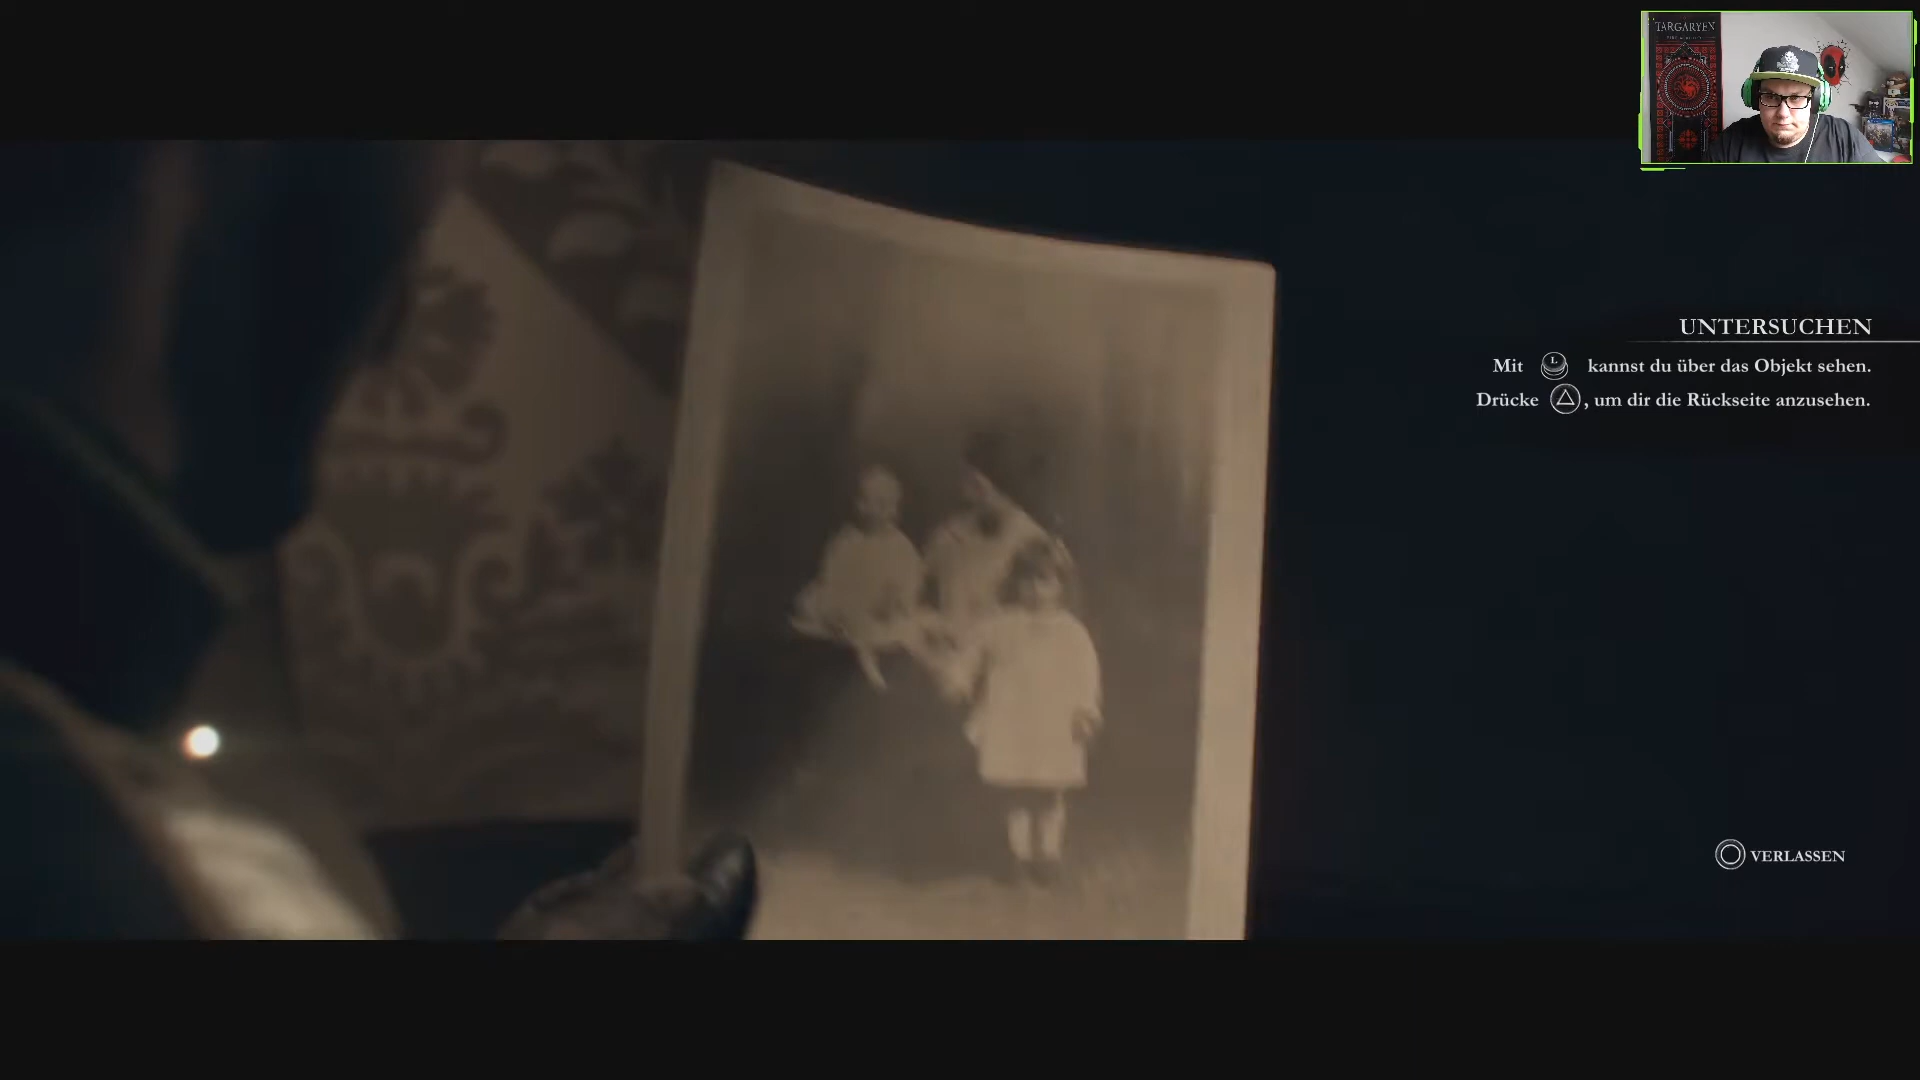 TARGARYEN
UNTERSUCHEN
Mit L kannst du über das Objekt sehen.
Drücke , um dir die Rückseite anzusehen.
VERLASSEN